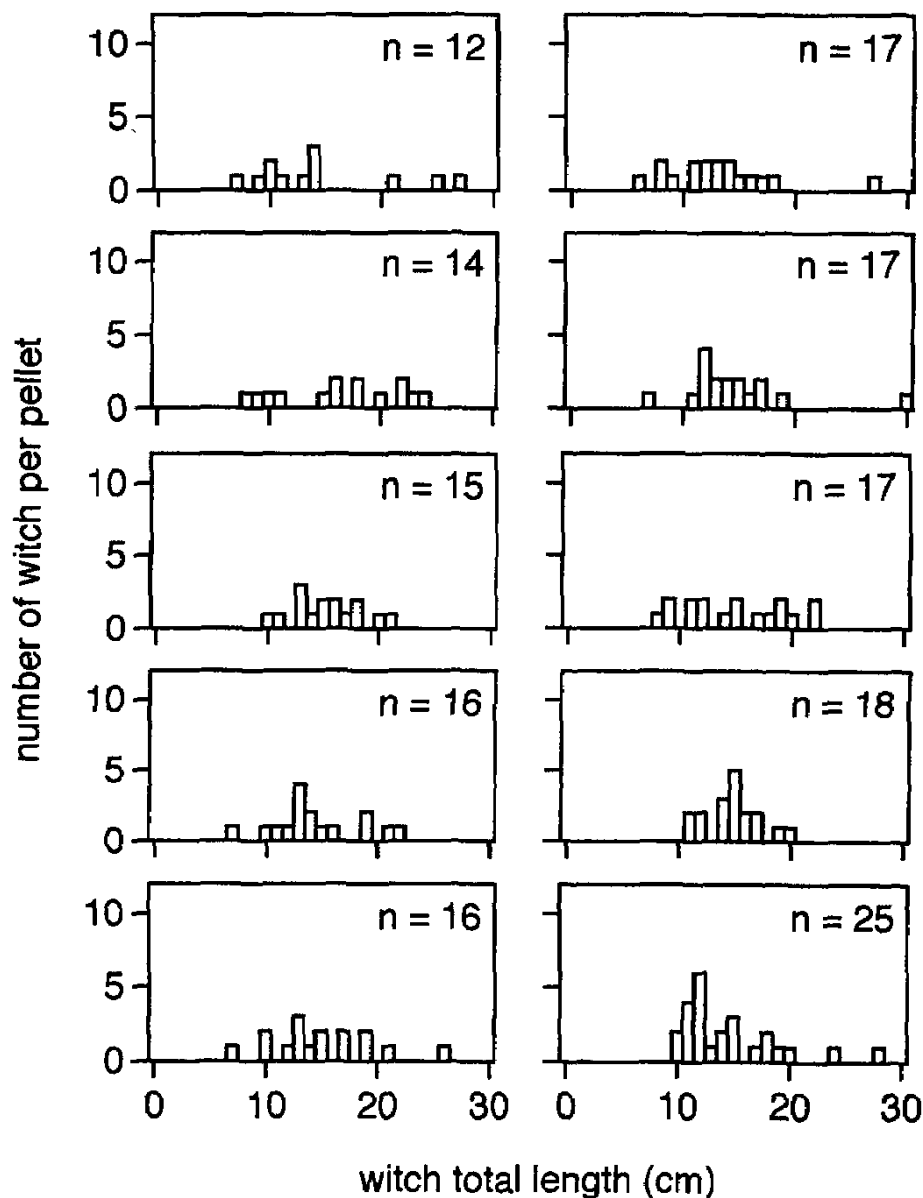 10
5
0
n = 12
n = 17
10
5
0
n = 14
n = 17
10
5
0
n = 15
n = 17
10
5
0
n = 16
n = 18
10
5
0
n = 16
n = 25
0 10 20 30 0 10 20 30
number of witch per pellet
witch total length (cm)